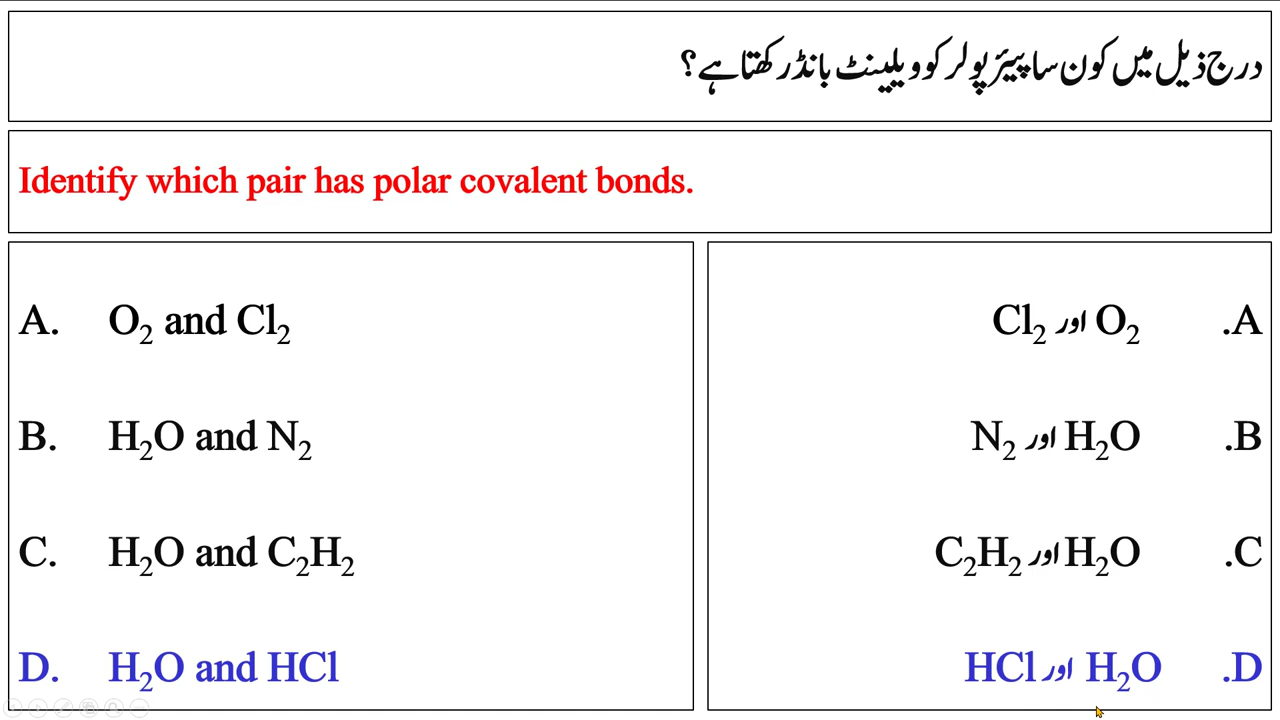 درج ذیل میں کون سا پیئر پولر کوویلینٹ بانڈر کھتا ہے؟
Identify which pair has polar covalent bonds.
A. O₂ and Cl₂
B. H₂O and N₂
C. H₂O and C₂H₂
D. H₂O and HCl
A. O₂ اور Cl₂
B. H₂O اور N₂
C. H₂O اور C₂H₂
D. H₂O اور HCl